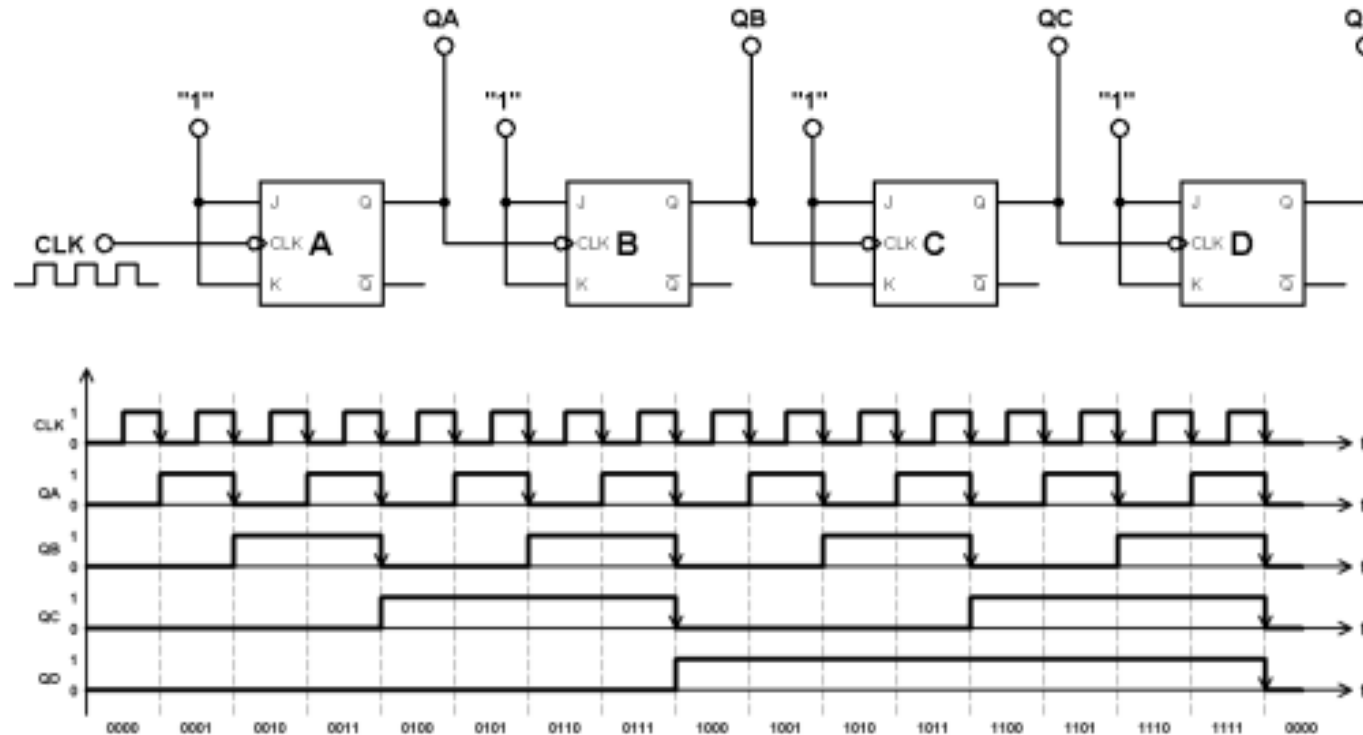 QA QB QC Q
"1" "1" "1" "1"
J Q J Q J Q J Q
CLK CLK A CLK B CLK C CLK D
K Q̅ K Q̅ K Q̅ K Q̅
1
CLK
0 t
1
QA
0 t
1
QB
0 t
1
QC
0 t
1
QD
0 t
0000 0001 0010 0011 0100 0101 0110 0111 1000 1001 1010 1011 1100 1101 1110 1111 0000